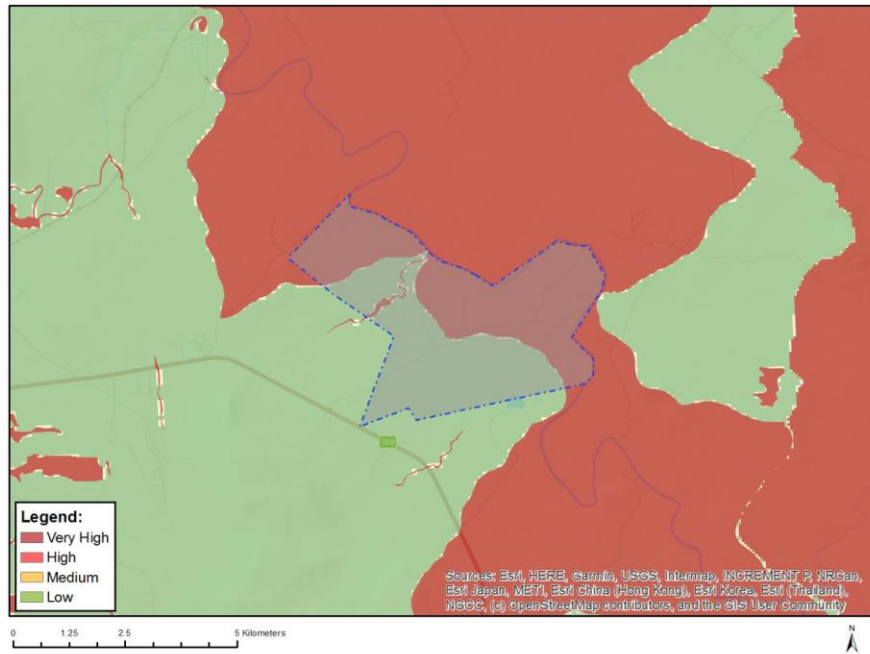 Legend:
Very High
High
Medium
Low
Sources: Esri, HERE, Garmin, USGS, Intermap, INCREMENT P, NRCan,
Esri Japan, METI, Esri China (Hong Kong), Esri Korea, Esri (Thailand),
NGCC, (c) OpenStreetMap contributors, and the GIS User Community
0 1.25 2.5 5 Kilometers
N